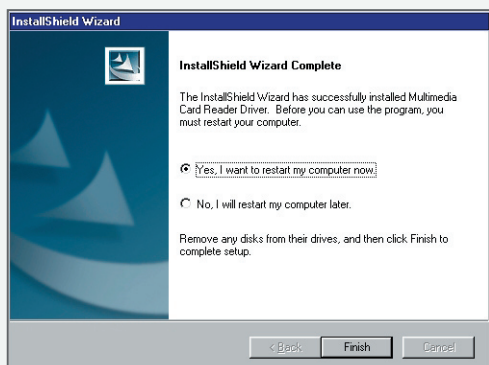 InstallShield Wizard
InstallShield Wizard Complete
The InstallShield Wizard has successfully installed Multimedia
Card Reader Driver. Before you can use the program, you
must restart your computer.
Yes, I want to restart my computer now.
No, I will restart my computer later.
Remove any disks from their drives, and then click Finish to
complete setup.
< Back
Finish
Cancel